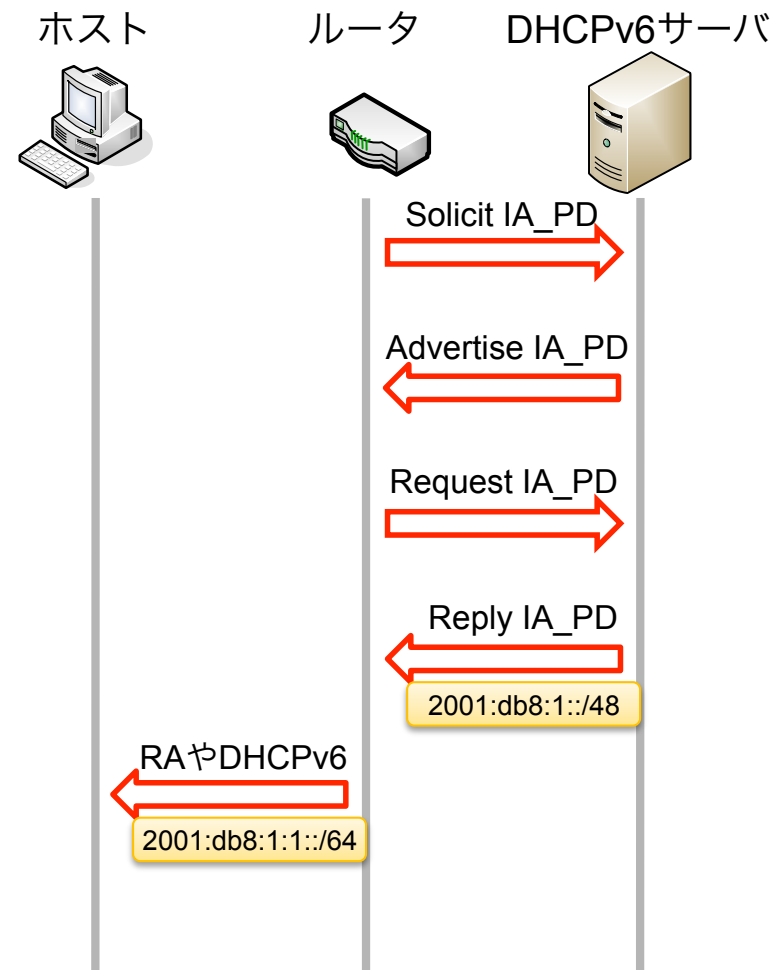 ホスト ルータ DHCPv6サーバ
Solicit IA_PD
Advertise IA_PD
Request IA_PD
Reply IA_PD
2001:db8:1::/48
RAやDHCPv6
2001:db8:1:1::/64